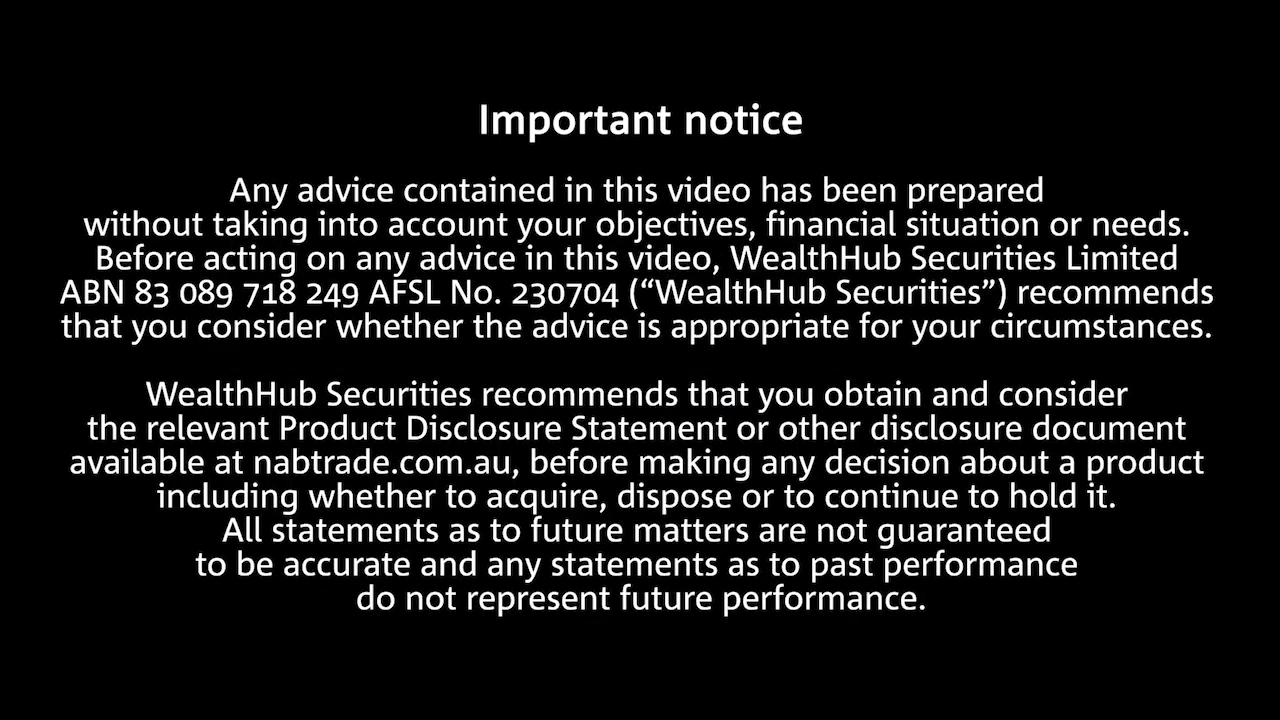 Important notice
Any advice contained in this video has been prepared
without taking into account your objectives, financial situation or needs.
Before acting on any advice in this video, WealthHub Securities Limited
ABN 83 089 718 249 AFSL No. 230704 (“WealthHub Securities”) recommends
that you consider whether the advice is appropriate for your circumstances.
WealthHub Securities recommends that you obtain and consider
the relevant Product Disclosure Statement or other disclosure document
available at nabtrade.com.au, before making any decision about a product
including whether to acquire, dispose or to continue to hold it.
All statements as to future matters are not guaranteed
to be accurate and any statements as to past performance
do not represent future performance.